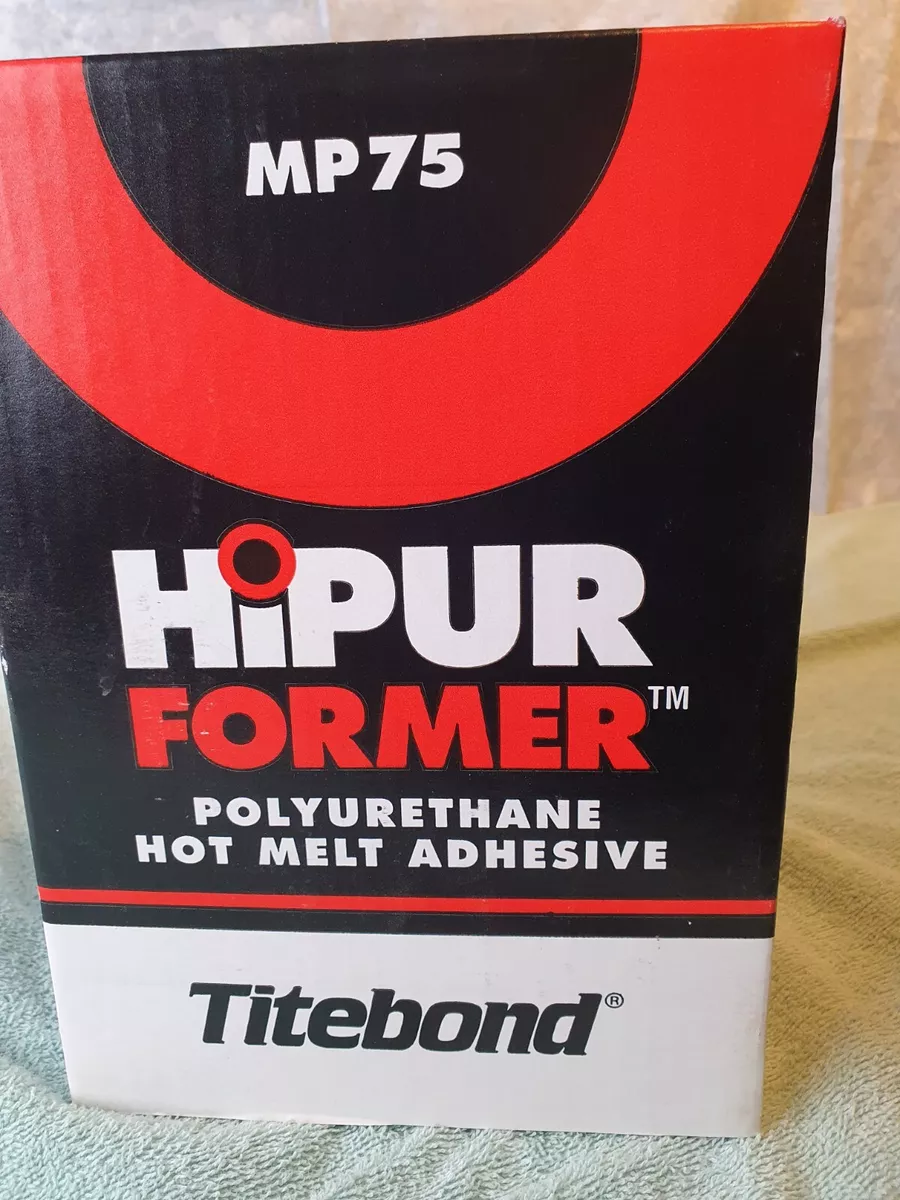 MP75
HiPUR
FORMER™
POLYURETHANE
HOT MELT ADHESIVE
Titebond®